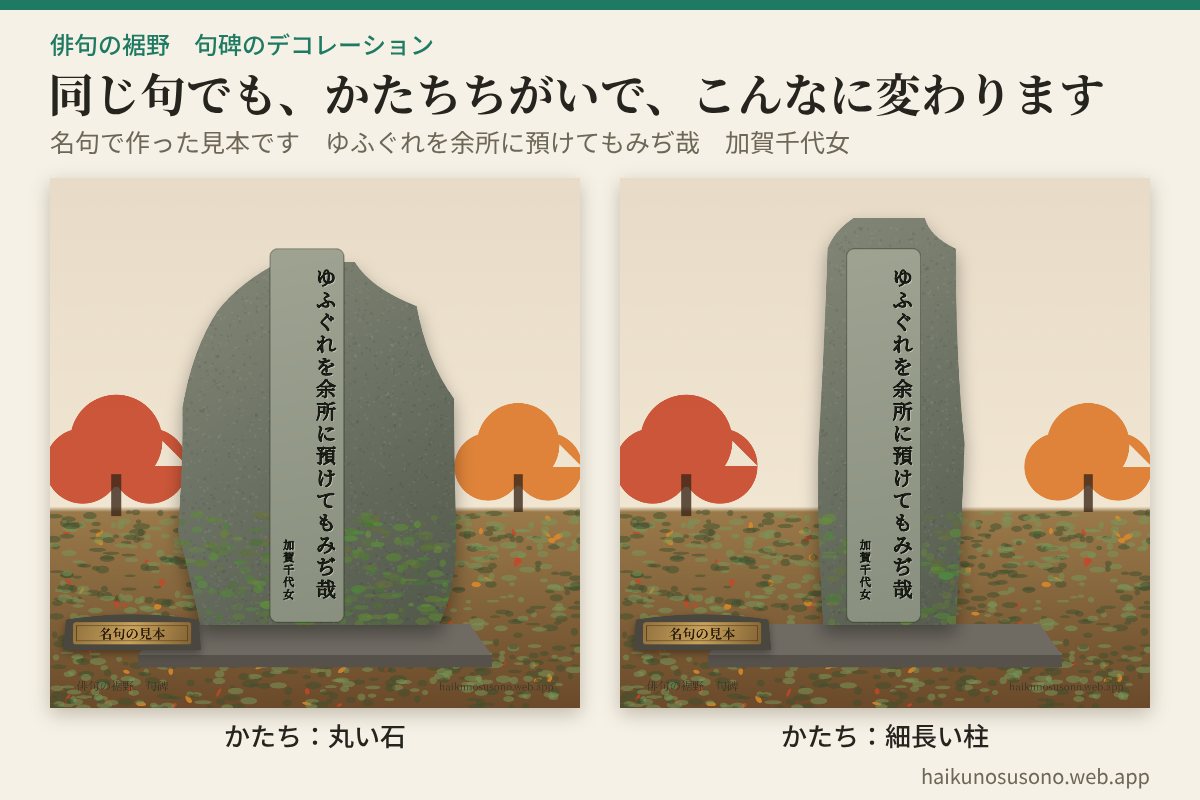 俳句の裾野　句碑のデコレーション
同じ句でも、かたちちがいで、こんなに変わります
名句で作った見本です　ゆふぐれを余所に預けてもみぢ哉　加賀千代女
ゆふぐれを余所に預けてもみぢ哉
加賀千代女
名句の見本
俳句の裾野　句碑
haikunosusono.web.app
かたち：丸い石
ゆふぐれを余所に預けてもみぢ哉
加賀千代女
名句の見本
俳句の裾野　句碑
haikunosusono.web.app
かたち：細長い柱
haikunosusono.web.app